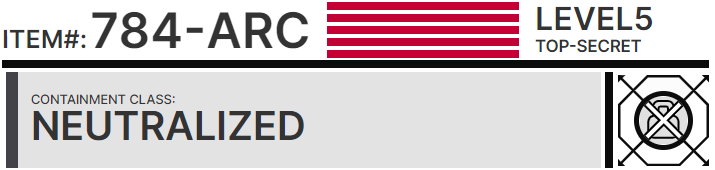 ITEM#: 784-ARC
LEVEL5
TOP-SECRET
CONTAINMENT CLASS:
NEUTRALIZED